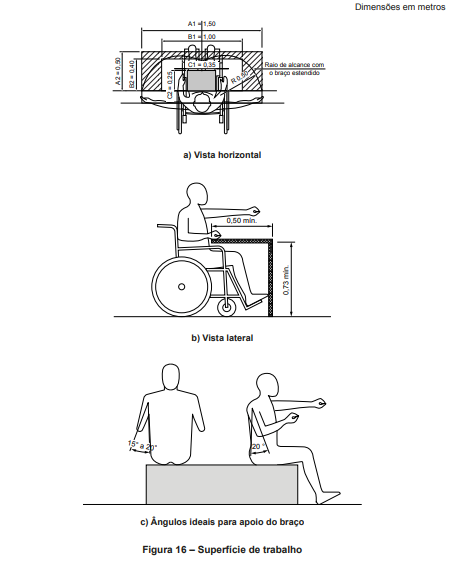 Dimensões em metros
A1 = 1,50
B1 = 1,00
A2 = 0,50
B2 = 0,40
C1 = 0,35
C2 = 0,25
R 0,50
Raio de alcance com
o braço estendido
a) Vista horizontal
0,50 mín.
0,73 mín.
b) Vista lateral
15° a 20°
20 °
c) Ângulos ideais para apoio do braço
Figura 16 – Superfície de trabalho